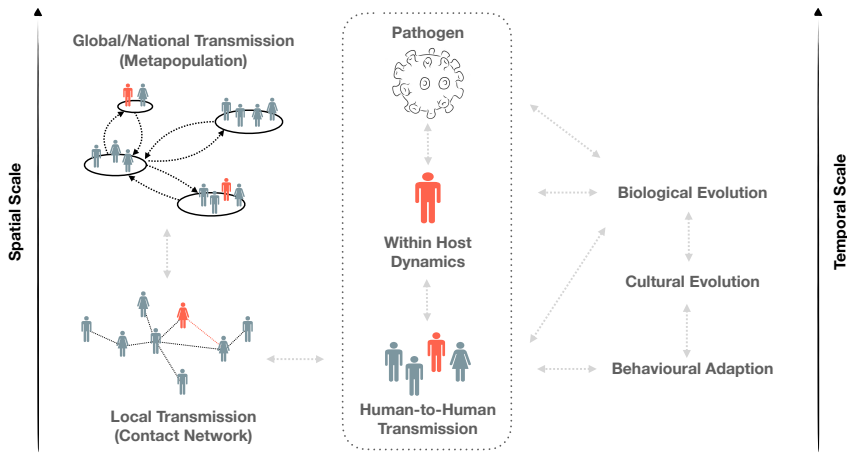 Spatial Scale
Global/National Transmission
(Metapopulation)
Local Transmission
(Contact Network)
Pathogen
Within Host
Dynamics
Human-to-Human
Transmission
Biological Evolution
Cultural Evolution
Behavioural Adaption
Temporal Scale